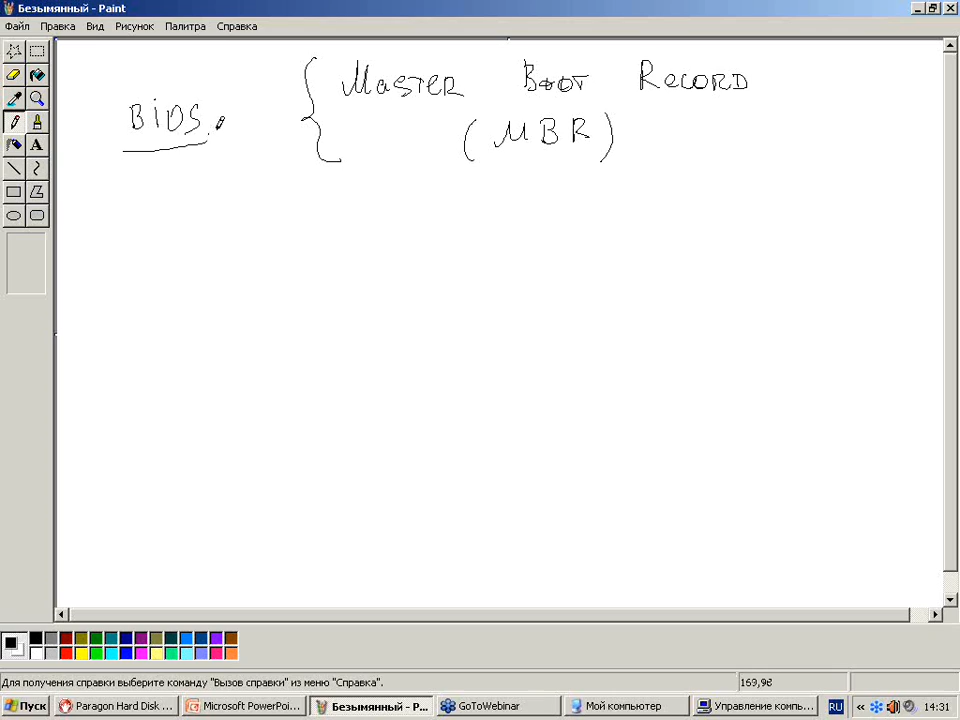 Безымянный - Paint
Файл Правка Вид Рисунок Палитра Справка
BIOS.
Master Boot Record
(MBR)
Для получения справки выберите команду "Вызов справки" из меню "Справка".
169,96
Пуск Paragon Hard Disk ... Microsoft PowerPoi... Безымянный - P... GoToWebinar Мой компьютер Управление компь... RU « 14:31